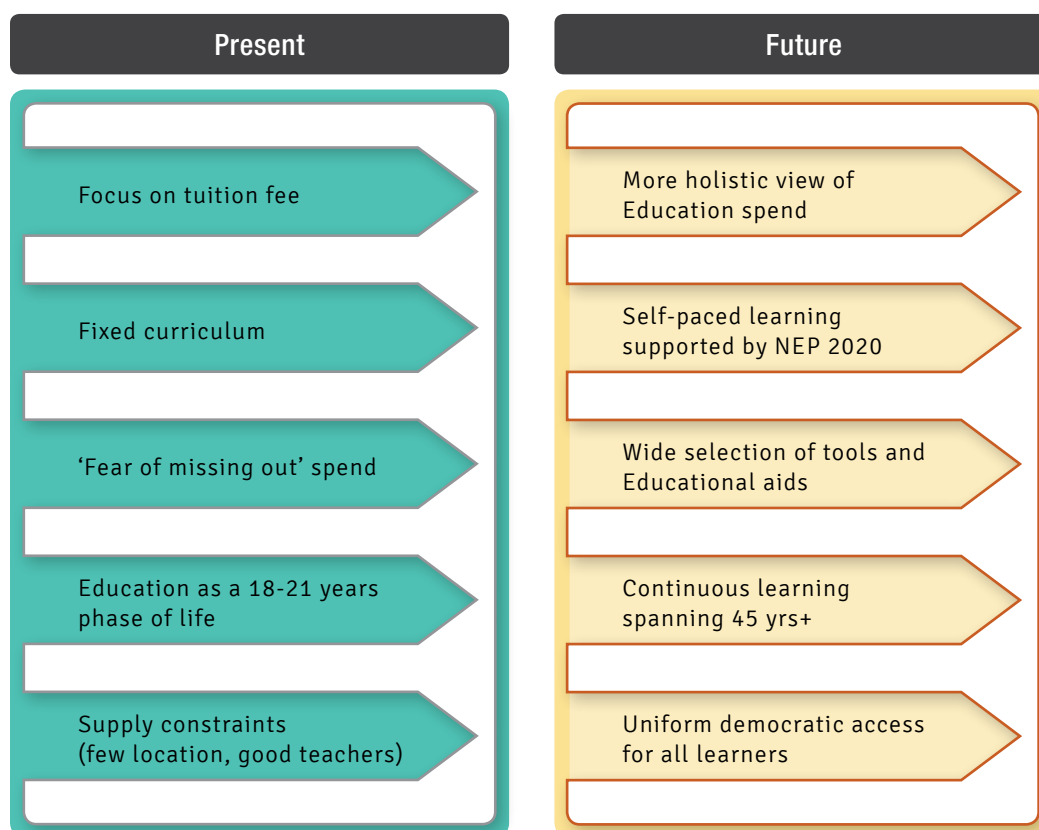 Present
Focus on tuition fee
Fixed curriculum
‘Fear of missing out’ spend
Education as a 18-21 years
phase of life
Supply constraints
(few location, good teachers)
Future
More holistic view of
Education spend
Self-paced learning
supported by NEP 2020
Wide selection of tools and
Educational aids
Continuous learning
spanning 45 yrs+
Uniform democratic access
for all learners